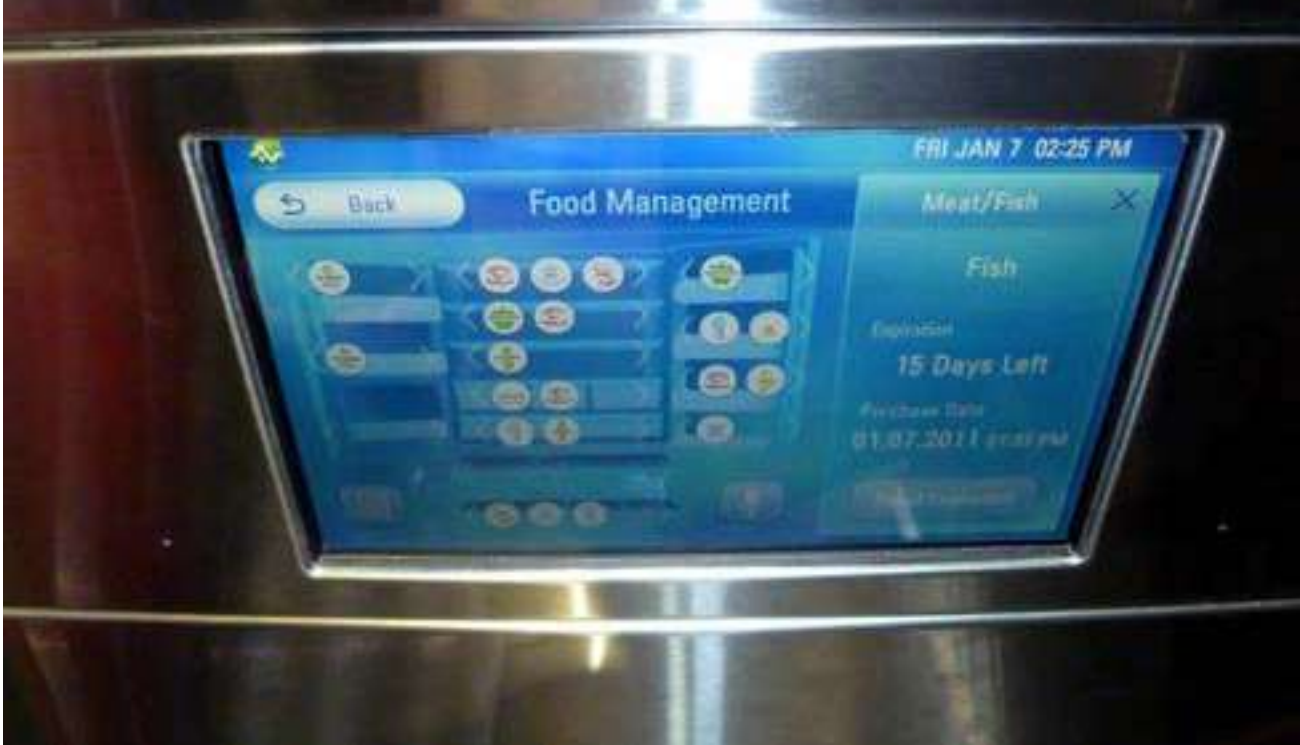 FRI JAN 7 02:25 PM
Back
Food Management
Meat/Fish
Fish
Expiration
15 Days Left
Purchase Date
01.07.2011